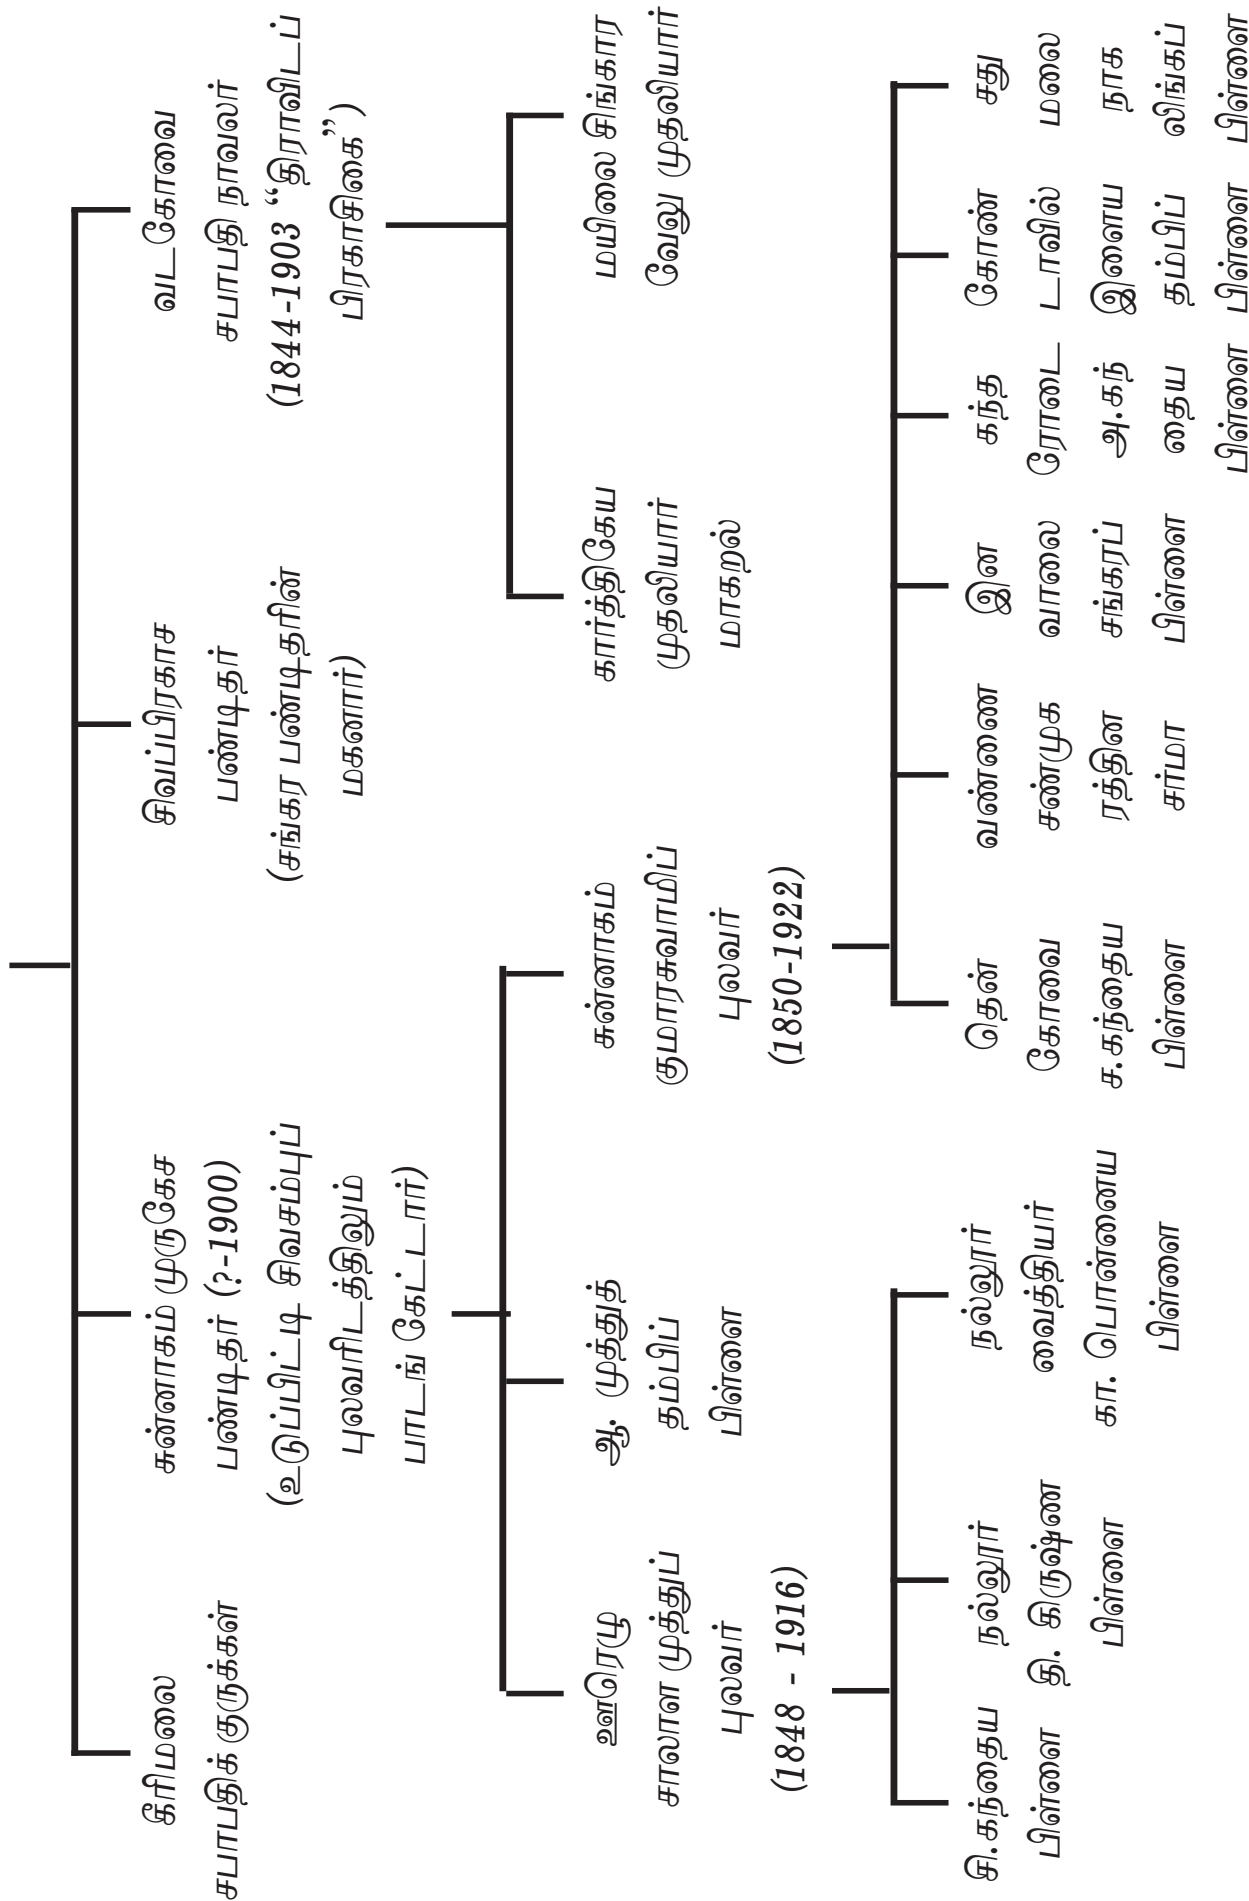 கீரிமலை
சபாபதிக் குருக்கள்
சுன்னாகம் முருகேச
பண்டிதர் (?-1900)
(உடுப்பிட்டி சிவசம்புப்
புலவரிடத்திலும்
பாடங் கேட்டார்)
சிவப்பிரகாச
பண்டிதர்
(சங்கர பண்டிதரின்
மகனார்)
வடகோவை
சபாபதி நாவலர்
(1844-1903 “திராவிடப்
பிரகாசிகை”)
ஊரெழு
சாலாள முத்துப்
புலவர்
(1848 - 1916)
ஆ. முத்துத்
தம்பிப்
பிள்ளை
சுன்னாகம்
குமாரசுவாமிப்
புலவர்
(1850-1922)
கார்த்திகேய
முதலியார்
மாகறல்
மயிலை சிங்கார
வேலு முதலியார்
சி.கந்தைய
பிள்ளை
நல்லூர்
தி. கிருஷ்ண
பிள்ளை
நல்லூர்
வைத்தியர்
கா. பொன்னைய
பிள்ளை
தென்
கோவை
ச.கந்தைய
பிள்ளை
வண்ணை
சண்முக
ரத்தின
சர்மா
இன
வாலை
சங்கரப்
பிள்ளை
கந்த
ரோடை
அ.கந்
தைய
பிள்ளை
கோண்
டாவில்
இளைய
தம்பிப்
பிள்ளை
சது
மலை
நாக
லிங்கப்
பிள்ளை